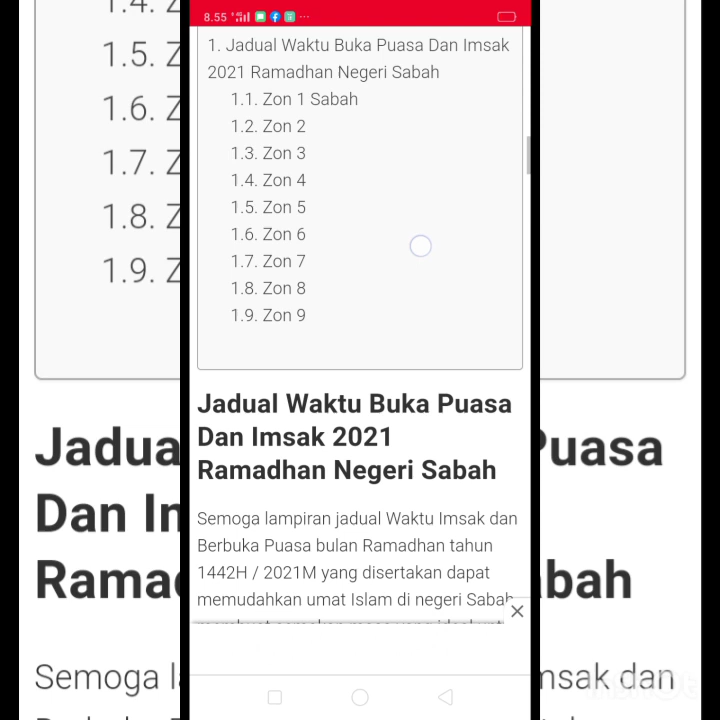 8.55
1. Jadual Waktu Buka Puasa Dan Imsak
2021 Ramadhan Negeri Sabah
1.1. Zon 1 Sabah
1.2. Zon 2
1.3. Zon 3
1.4. Zon 4
1.5. Zon 5
1.6. Zon 6
1.7. Zon 7
1.8. Zon 8
1.9. Zon 9
Jadual Waktu Buka Puasa
Dan Imsak 2021
Ramadhan Negeri Sabah
Semoga lampiran jadual Waktu Imsak dan
Berbuka Puasa bulan Ramadhan tahun
1442H / 2021M yang disertakan dapat
memudahkan umat Islam di negeri Sabah